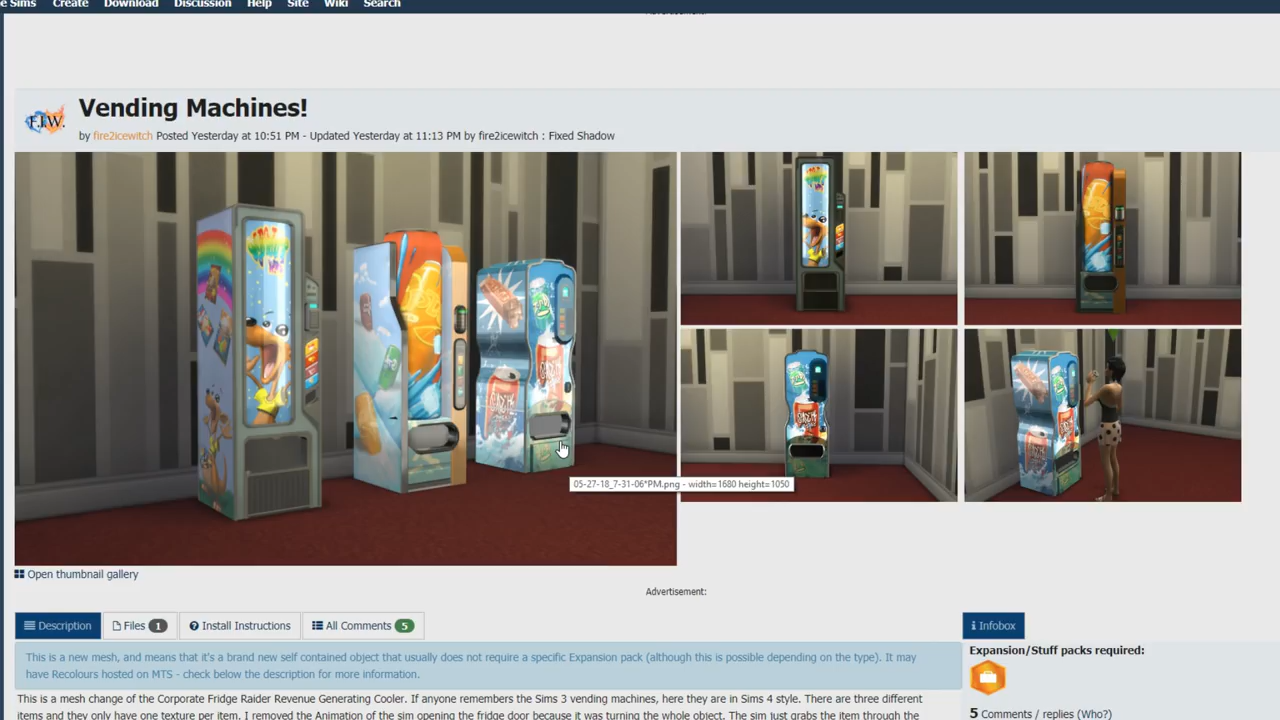 e Sims Create Download Discussion Help Site Wiki Search
F.I.W.
Vending Machines!
by fire2icewitch Posted Yesterday at 10:51 PM - Updated Yesterday at 11:13 PM by fire2icewitch : Fixed Shadow
05-27-18_7-31-06*PM.png - width=1680 height=1050
Open thumbnail gallery
Advertisement:
Description Files 1 Install Instructions All Comments 5 Infobox
This is a new mesh, and means that it's a brand new self contained object that usually does not require a specific Expansion pack (although this is possible depending on the type). It may
have Recolours hosted on MTS - check below the description for more information.
Expansion/Stuff packs required:
This is a mesh change of the Corporate Fridge Raider Revenue Generating Cooler. If anyone remembers the Sims 3 vending machines, here they are in Sims 4 style. There are three different
items and they only have one texture per item. I removed the Animation of the sim opening the fridge door because it was turning the whole object. The sim just grabs the item through the
5 Comments / replies (Who?)